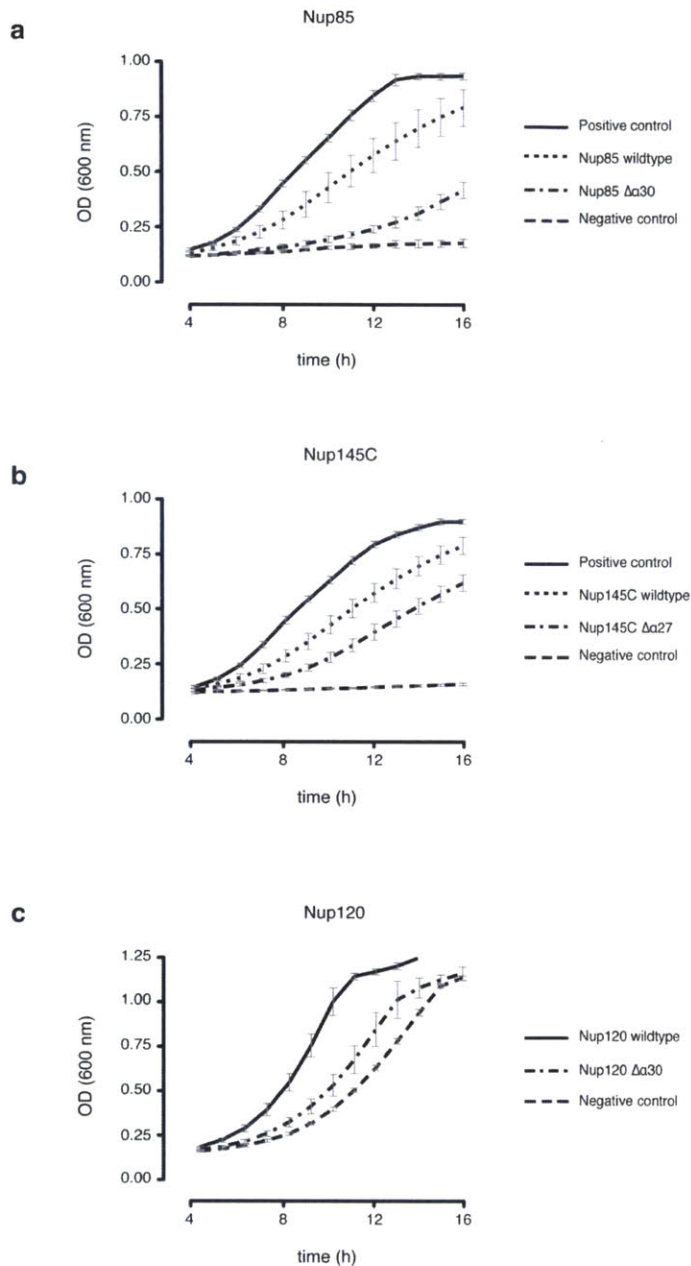 a
Nup85
1.00
0.75
0.50
0.25
0.00
OD (600 nm)
4 8 12 16
time (h)
Positive control
Nup85 wildtype
Nup85 Δα30
Negative control
b
Nup145C
1.00
0.75
0.50
0.25
0.00
OD (600 nm)
4 8 12 16
time (h)
Positive control
Nup145C wildtype
Nup145C Δα27
Negative control
c
Nup120
1.25
1.00
0.75
0.50
0.25
0.00
OD (600 nm)
4 8 12 16
time (h)
Nup120 wildtype
Nup120 Δα30
Negative control